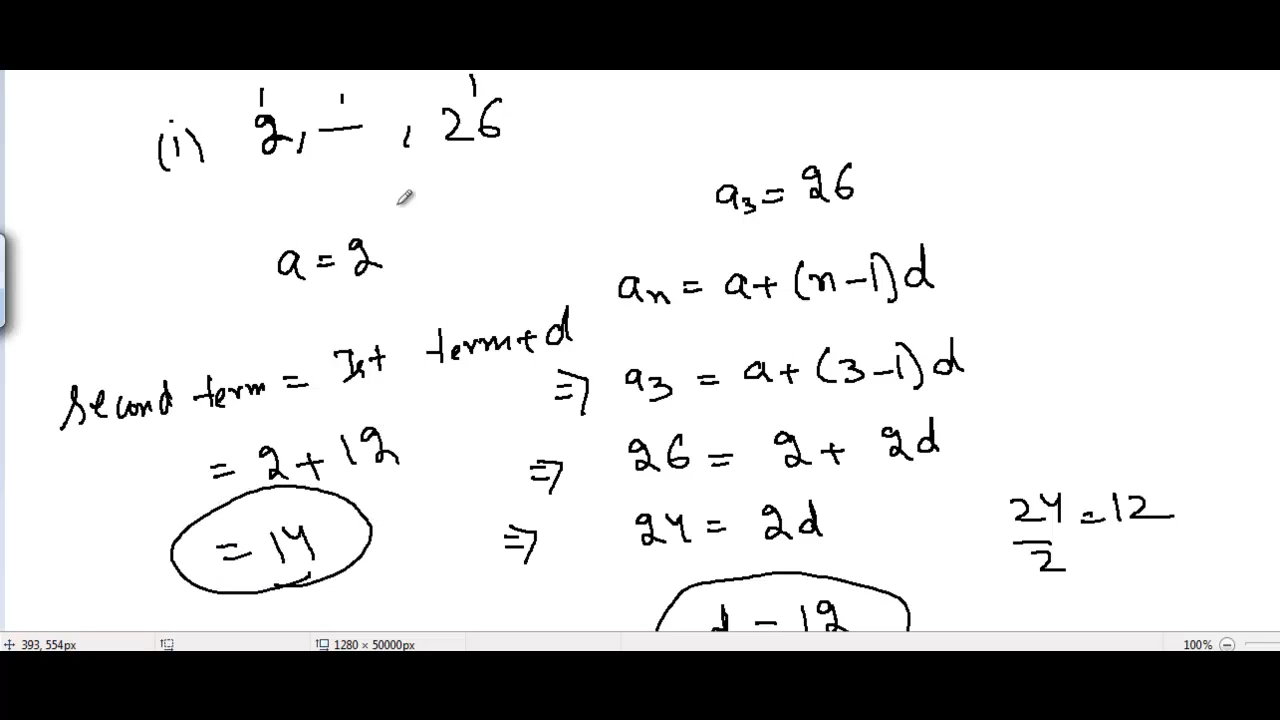 (i) 2, — , 26
a = 2
second term = Ist term + d
= 2 + 12
= 14
a₃ = 26
aₙ = a + (n − 1)d
⇒ a₃ = a + (3 − 1)d
⇒ 26 = 2 + 2d
⇒ 24 = 2d
24/2 = 12
d = 12
393, 554px
1280 × 50000px
100%